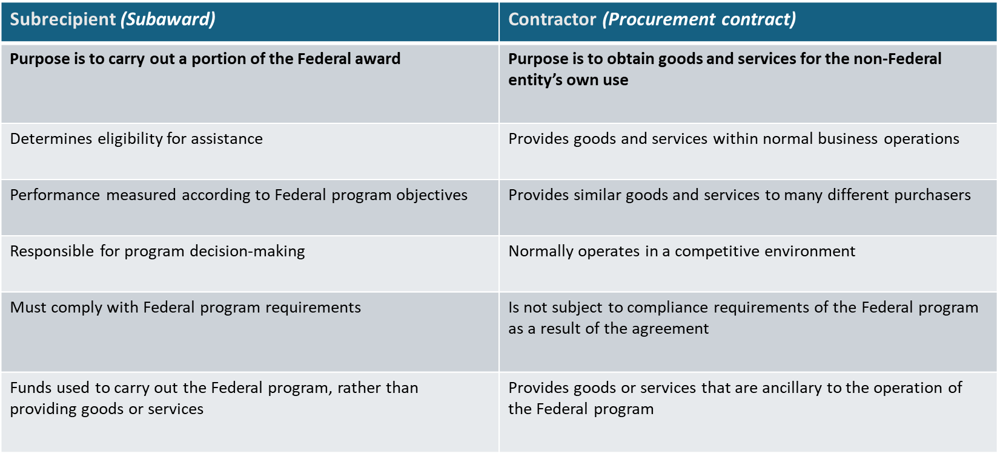 Subrecipient (Subaward)
Contractor (Procurement contract)
Purpose is to carry out a portion of the Federal award
Purpose is to obtain goods and services for the non-Federal
entity’s own use
Determines eligibility for assistance
Provides goods and services within normal business operations
Performance measured according to Federal program objectives
Provides similar goods and services to many different purchasers
Responsible for program decision-making
Normally operates in a competitive environment
Must comply with Federal program requirements
Is not subject to compliance requirements of the Federal program
as a result of the agreement
Funds used to carry out the Federal program, rather than
providing goods or services
Provides goods or services that are ancillary to the operation of
the Federal program